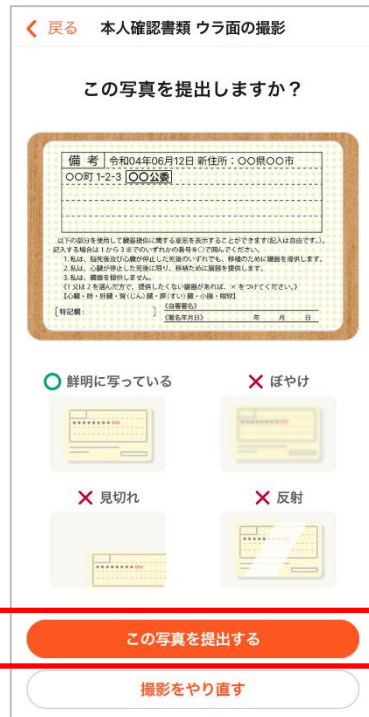 戻る 本人確認書類 ウラ面の撮影
この写真を提出しますか？
備 考 令和04年06月12日 新住所：〇〇県〇〇市
〇〇町 1-2-3 〇〇公委
以下の部分を使用して臓器提供に関する意思を表示することができます(記入は自由です。)。
記入する場合は1から3までのいずれかの番号を〇で囲んでください。
1.私は、脳死後及び心臓が停止した死後のいずれでも、移植のために臓器を提供します。
2.私は、心臓が停止した死後に限り、移植のために臓器を提供します。
3.私は、臓器を提供しません。
《1又は2を選んだ方で、提供したくない臓器があれば、×をつけてください。》
【心臓・肺・肝臓・腎(じん)臓・膵(すい)臓・小腸・眼球】
[特記欄： ] 《自署署名》
《署名年月日》 年 月 日
鮮明に写っている
ぼやけ
見切れ
反射
この写真を提出する
撮影をやり直す